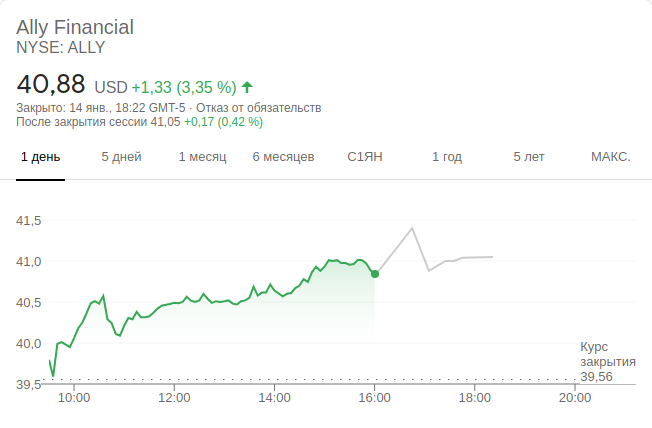 Ally Financial
NYSE: ALLY
40,88 USD +1,33 (3,35 %)
Закрыто: 14 янв., 18:22 GMT-5 · Отказ от обязательств
После закрытия сессии 41,05 +0,17 (0,42 %)
1 день 5 дней 1 месяц 6 месяцев С1ЯН 1 год 5 лет МАКС.
41,5
41,0
40,5
40,0
Курс
закрытия
39,56
39,5
10:00 12:00 14:00 16:00 18:00 20:00